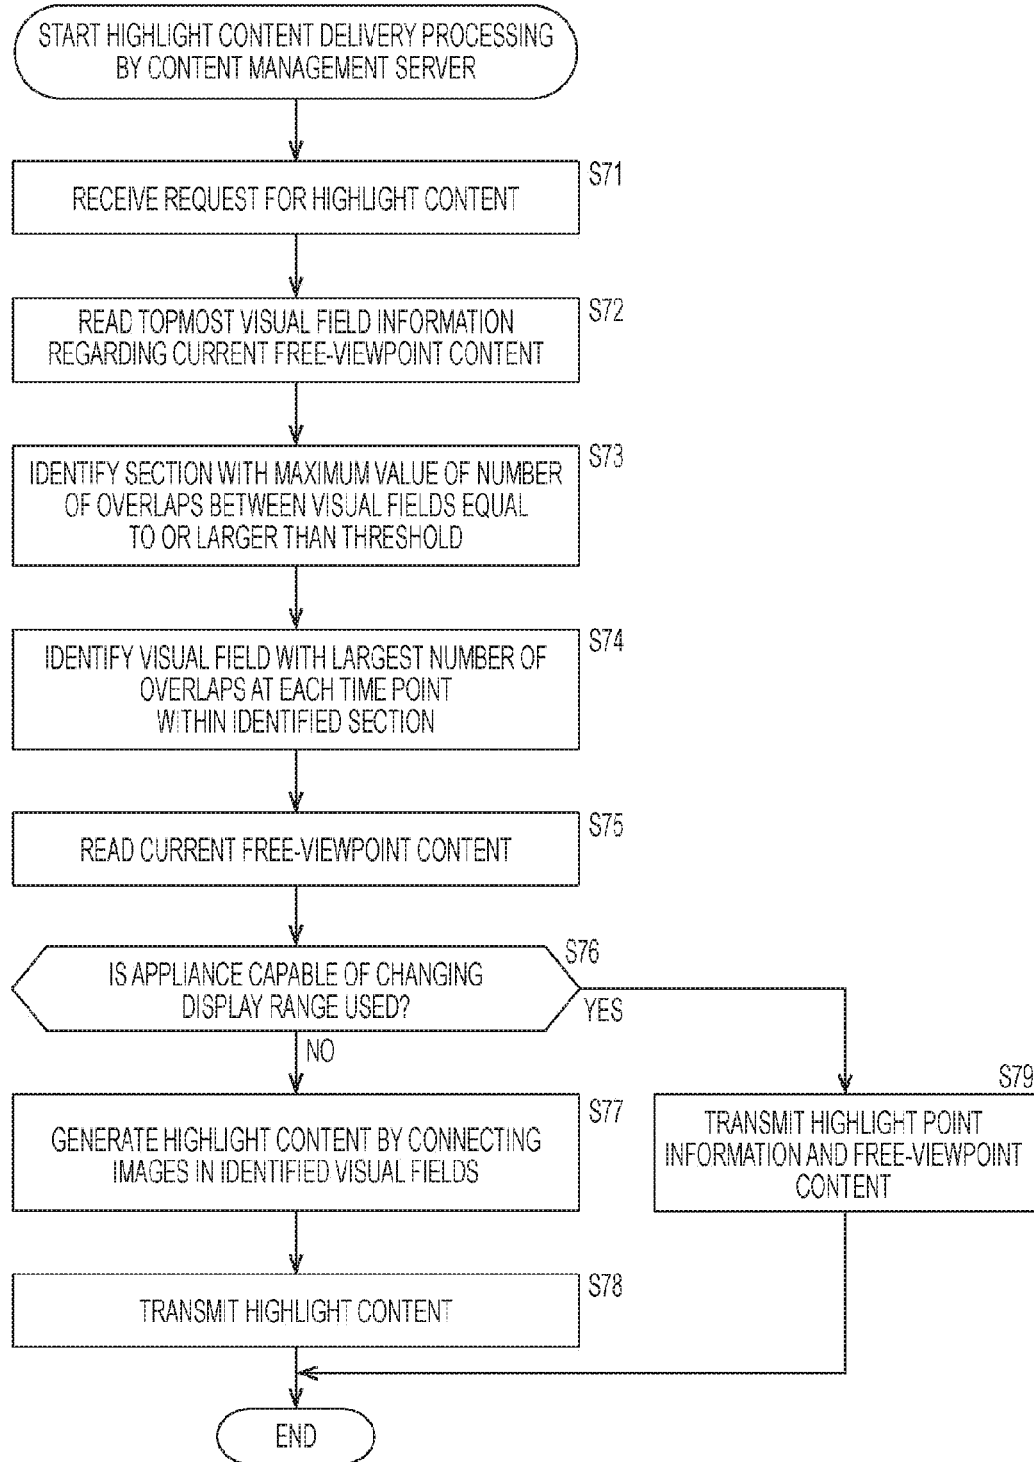 START HIGHLIGHT CONTENT DELIVERY PROCESSING
BY CONTENT MANAGEMENT SERVER
S71
RECEIVE REQUEST FOR HIGHLIGHT CONTENT
S72
READ TOPMOST VISUAL FIELD INFORMATION
REGARDING CURRENT FREE-VIEWPOINT CONTENT
S73
IDENTIFY SECTION WITH MAXIMUM VALUE OF NUMBER
OF OVERLAPS BETWEEN VISUAL FIELDS EQUAL
TO OR LARGER THAN THRESHOLD
S74
IDENTIFY VISUAL FIELD WITH LARGEST NUMBER OF
OVERLAPS AT EACH TIME POINT
WITHIN IDENTIFIED SECTION
S75
READ CURRENT FREE-VIEWPOINT CONTENT
S76
IS APPLIANCE CAPABLE OF CHANGING
DISPLAY RANGE USED?
YES
NO
S77
GENERATE HIGHLIGHT CONTENT BY CONNECTING
IMAGES IN IDENTIFIED VISUAL FIELDS
S79
TRANSMIT HIGHLIGHT POINT
INFORMATION AND FREE-VIEWPOINT
CONTENT
S78
TRANSMIT HIGHLIGHT CONTENT
END